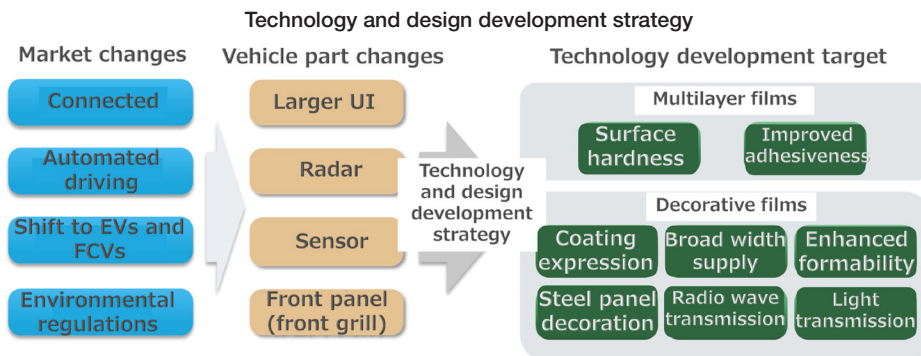 Technology and design development strategy
Market changes
Connected
Automated
driving
Shift to EVs and
FCVs
Environmental
regulations
Vehicle part changes
Larger UI
Radar
Sensor
Front panel
(front grill)
Technology
and design
development
strategy
Technology development target
Multilayer films
Surface
hardness
Improved
adhesiveness
Decorative films
Coating
expression
Broad width
supply
Enhanced
formability
Steel panel
decoration
Radio wave
transmission
Light
transmission